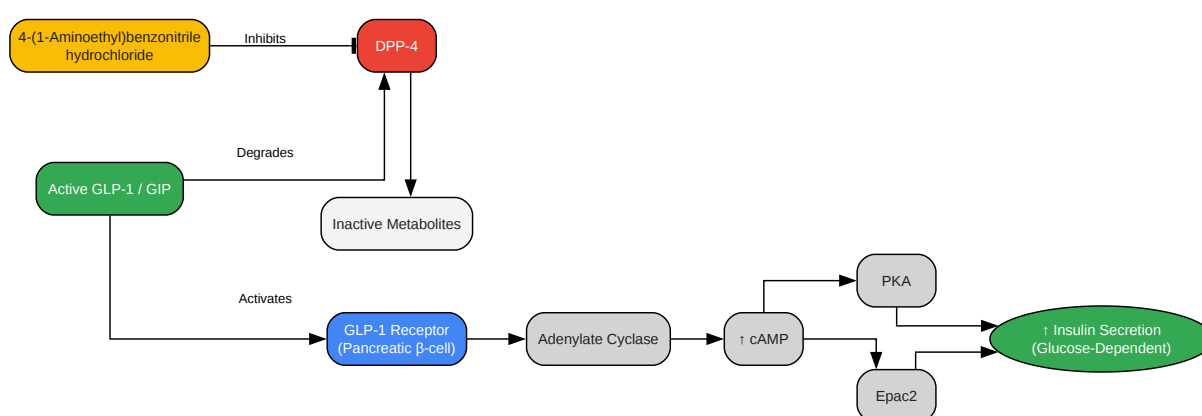 4-(1-Aminoethyl)benzonitrile
hydrochloride
Inhibits
DPP-4
Degrades
Active GLP-1 / GIP
Inactive Metabolites
Activates
GLP-1 Receptor
(Pancreatic β-cell)
Adenylate Cyclase
↑ cAMP
PKA
Epac2
↑ Insulin Secretion
(Glucose-Dependent)